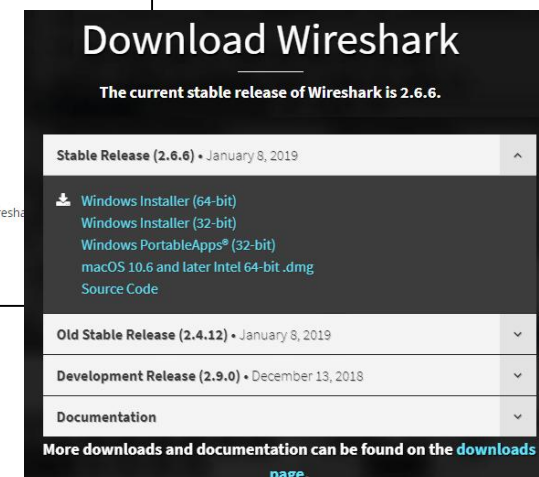 Download Wireshark
The current stable release of Wireshark is 2.6.6.
Stable Release (2.6.6) • January 8, 2019
Windows Installer (64-bit)
Windows Installer (32-bit)
Windows PortableApps® (32-bit)
macOS 10.6 and later Intel 64-bit .dmg
Source Code
Old Stable Release (2.4.12) • January 8, 2019
Development Release (2.9.0) • December 13, 2018
Documentation
More downloads and documentation can be found on the downloads
page.